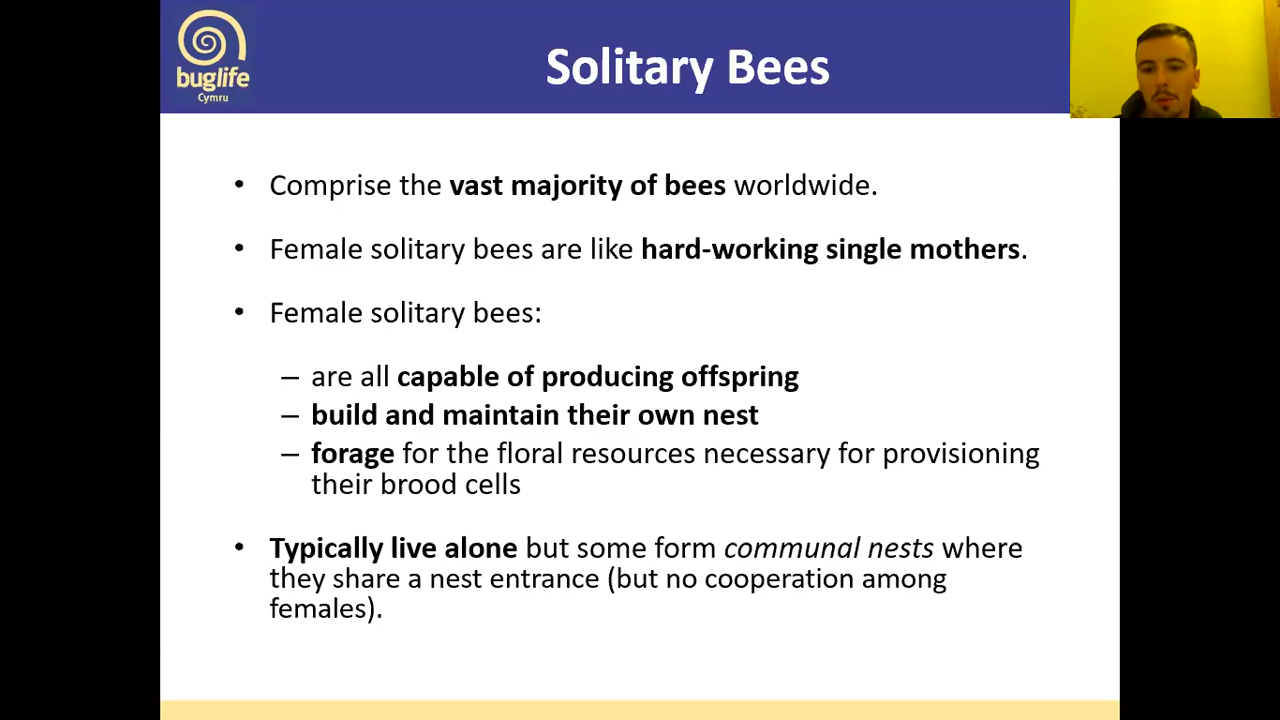 buglife
Cymru
Solitary Bees
• Comprise the vast majority of bees worldwide.
• Female solitary bees are like hard-working single mothers.
• Female solitary bees:
– are all capable of producing offspring
– build and maintain their own nest
– forage for the floral resources necessary for provisioning
their brood cells
• Typically live alone but some form communal nests where
they share a nest entrance (but no cooperation among
females).